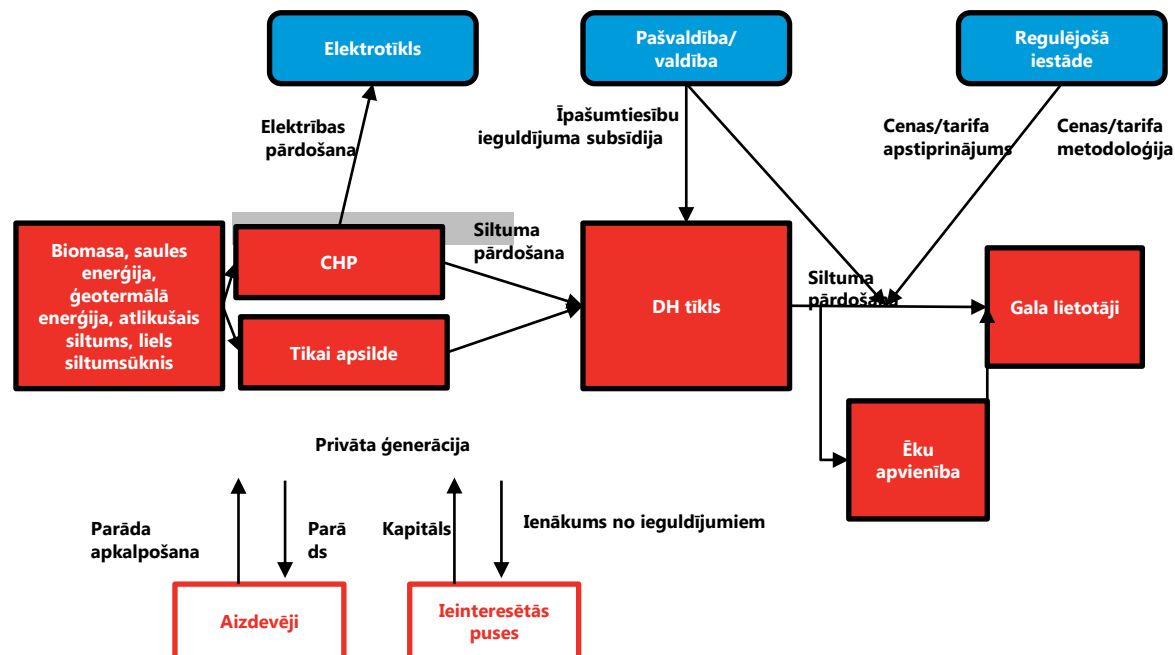 Elektrotīkls
Pašvaldība/
valdība
Regulējošā
iestāde
Elektrības
pārdošana
Īpašumtiesību
ieguldījuma subsīdija
Cenas/tarifa
apstiprinājums
Cenas/tarifa
metodoloģija
Biomasa, saules
enerģija,
ģeotermālā
enerģija, atlikušais
siltums, liels
siltumsūknis
CHP
Tikai apsilde
Siltuma
pārdošana
DH tīkls
Siltuma
pārdošana
Gala lietotāji
Ēku
apvienība
Privāta ģenerācija
Parāda
apkalpošana
Parā
ds
Kapitāls
Ienākums no ieguldījumiem
Aizdevēji
Ieinteresētās
puses